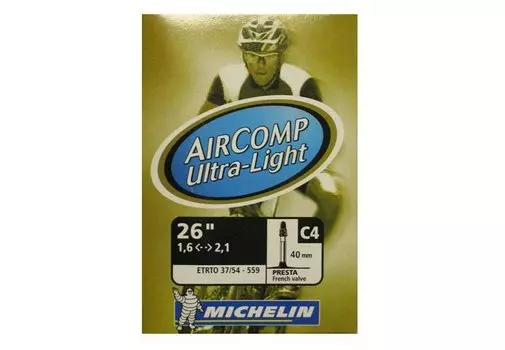 AIRCOMP
Ultra-Light
26"
1,6 <--> 2,1
ETRTO 37/54 - 559
C4
40 mm
PRESTA
French valve
MICHELIN